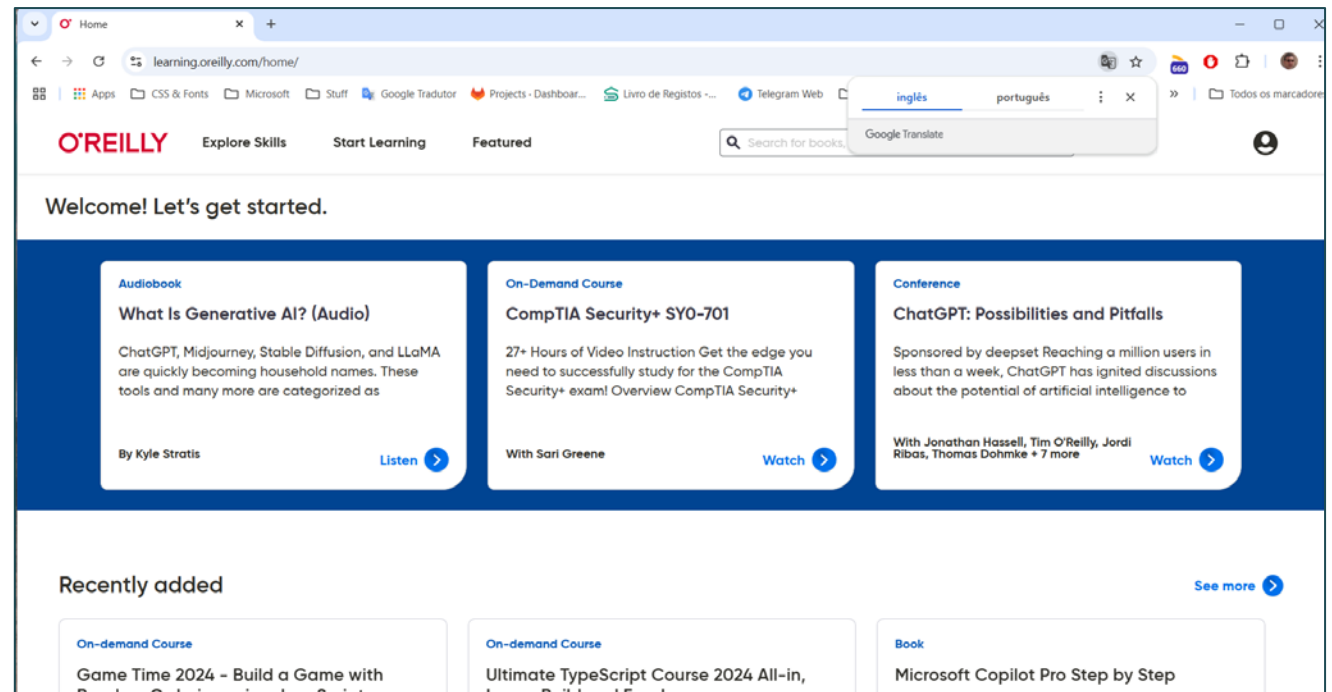 Home
learning.oreilly.com/home/
660
Apps CSS & Fonts Microsoft Stuff Google Tradutor Projects - Dashboar... Livro de Registos -... Telegram Web Todos os marcadores
inglês português
Google Translate
O'REILLY Explore Skills Start Learning Featured Search for books,
Welcome! Let's get started.
Audiobook
What Is Generative AI? (Audio)
ChatGPT, Midjourney, Stable Diffusion, and LLaMA
are quickly becoming household names. These
tools and many more are categorized as
By Kyle Stratis
Listen
On-Demand Course
CompTIA Security+ SY0-701
27+ Hours of Video Instruction Get the edge you
need to successfully study for the CompTIA
Security+ exam! Overview CompTIA Security+
With Sari Greene
Watch
Conference
ChatGPT: Possibilities and Pitfalls
Sponsored by deepset Reaching a million users in
less than a week, ChatGPT has ignited discussions
about the potential of artificial intelligence to
With Jonathan Hassell, Tim O'Reilly, Jordi
Ribas, Thomas Dohmke + 7 more
Watch
Recently added
See more
On-demand Course
Game Time 2024 - Build a Game with
On-demand Course
Ultimate TypeScript Course 2024 All-in,
Book
Microsoft Copilot Pro Step by Step